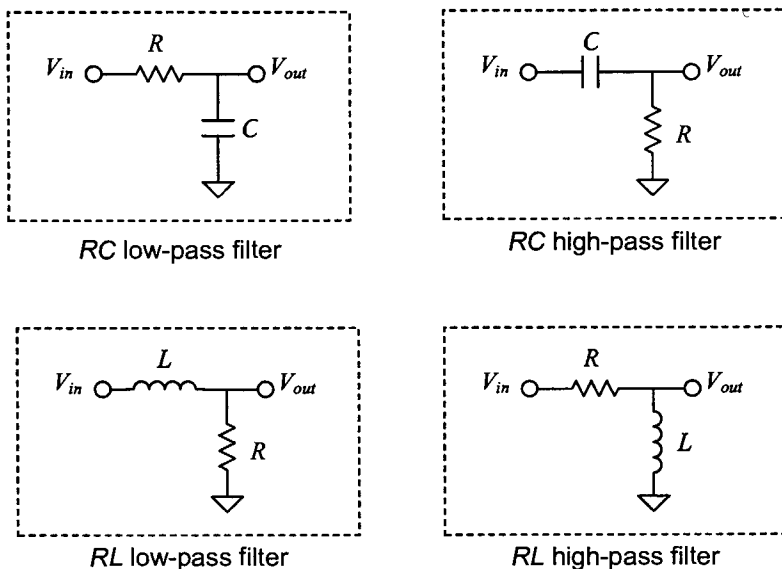 R
V_in
V_out
C
RC low-pass filter
C
V_in
V_out
R
RC high-pass filter
L
V_in
V_out
R
RL low-pass filter
R
V_in
V_out
L
RL high-pass filter